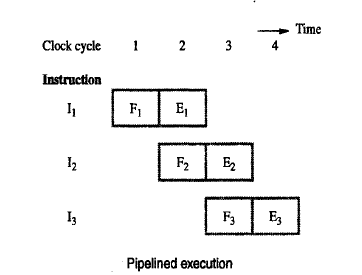 Time
Clock cycle 1 2 3 4
Instruction
I1 F1 E1
I2 F2 E2
I3 F3 E3
Pipelined execution